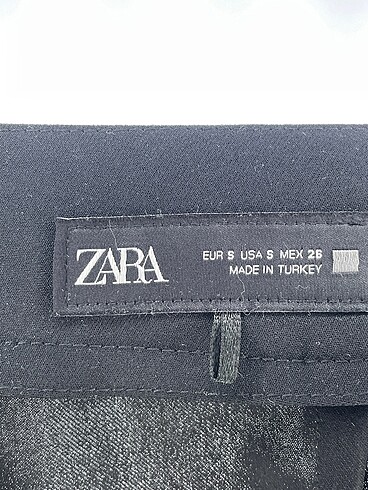 ZARA
EUR S USA S MEX 26
MADE IN TURKEY